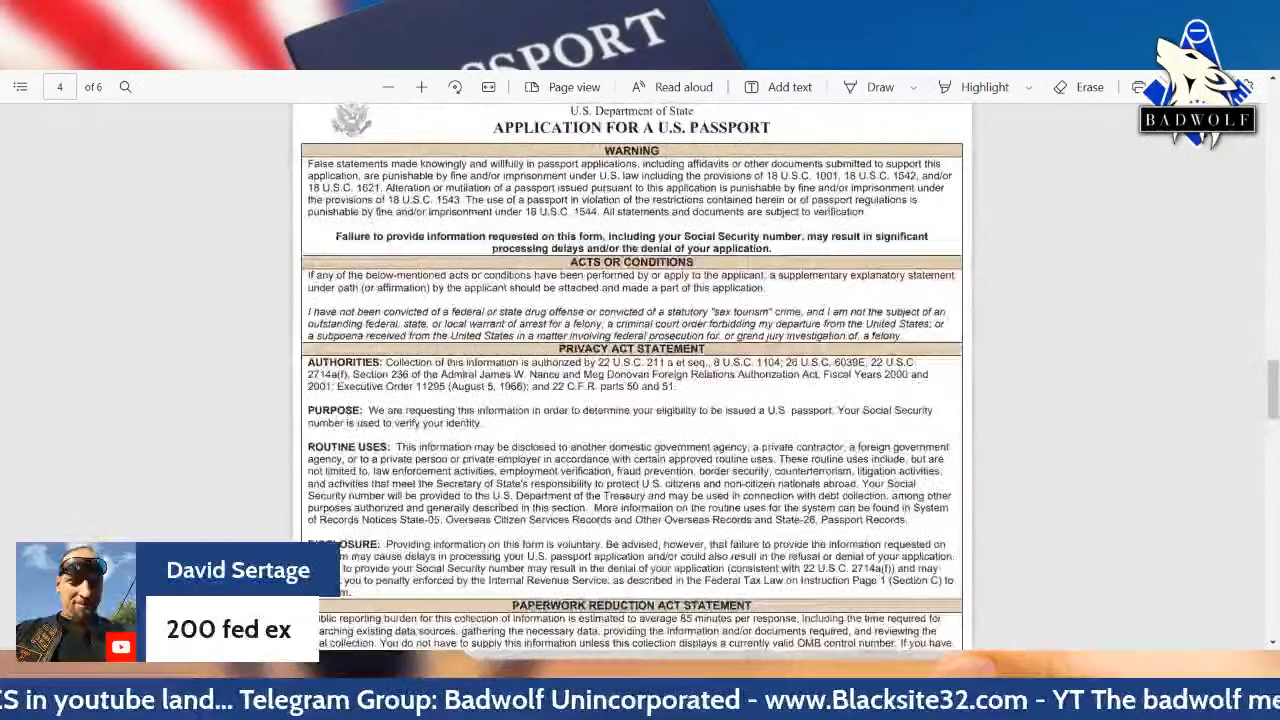 SSPORT
4 of 6 Page view Read aloud Add text Draw Highlight Erase
BADWOLF
U.S. Department of State
APPLICATION FOR A U.S. PASSPORT
WARNING
False statements made knowingly and willfully in passport applications, including affidavits or other documents submitted to support this
application, are punishable by fine and/or imprisonment under U.S. law including the provisions of 18 U.S.C. 1001, 18 U.S.C. 1542, and/or
18 U.S.C. 1621. Alteration or mutilation of a passport issued pursuant to this application is punishable by fine and/or imprisonment under
the provisions of 18 U.S.C. 1543. The use of a passport in violation of the restrictions contained herein or of passport regulations is
punishable by fine and/or imprisonment under 18 U.S.C. 1544. All statements and documents are subject to verification.
Failure to provide information requested on this form, including your Social Security number, may result in significant
processing delays and/or the denial of your application.
ACTS OR CONDITIONS
If any of the below-mentioned acts or conditions have been performed by or apply to the applicant, a supplementary explanatory statement
under oath (or affirmation) by the applicant should be attached and made a part of this application.
I have not been convicted of a federal or state drug offense or convicted of a statutory "sex tourism" crime, and I am not the subject of an
outstanding federal, state, or local warrant of arrest for a felony; a criminal court order forbidding my departure from the United States; or
a subpoena received from the United States in a matter involving federal prosecution for, or grand jury investigation of, a felony.
PRIVACY ACT STATEMENT
AUTHORITIES: Collection of this information is authorized by 22 U.S.C. 211 a et seq., 8 U.S.C. 1104; 26 U.S.C. 6039E, 22 U.S.C.
2714a(f), Section 236 of the Admiral James W. Nance and Meg Donovan Foreign Relations Authorization Act, Fiscal Years 2000 and
2001; Executive Order 11295 (August 5, 1966); and 22 C.F.R. parts 50 and 51.
PURPOSE: We are requesting this information in order to determine your eligibility to be issued a U.S. passport. Your Social Security
number is used to verify your identity.
ROUTINE USES: This information may be disclosed to another domestic government agency, a private contractor, a foreign government
agency, or to a private person or private employer in accordance with certain approved routine uses. These routine uses include, but are
not limited to, law enforcement activities, employment verification, fraud prevention, border security, counterterrorism, litigation activities,
and activities that meet the Secretary of State's responsibility to protect U.S. citizens and non-citizen nationals abroad. Your Social
Security number will be provided to the U.S. Department of the Treasury and may be used in connection with debt collection, among other
purposes authorized and generally described in this section. More information on the routine uses for the system can be found in System
of Records Notices State-05, Overseas Citizen Services Records and Other Overseas Records and State-26, Passport Records.
OSURE: Providing information on this form is voluntary. Be advised, however, that failure to provide the information requested on
m may cause delays in processing your U.S. passport application and/or could also result in the refusal or denial of your application.
to provide your Social Security number may result in the denial of your application (consistent with 22 U.S.C. 2714a(f)) and may
you to penalty enforced by the Internal Revenue Service, as described in the Federal Tax Law on Instruction Page 1 (Section C) to
m.
PAPERWORK REDUCTION ACT STATEMENT
ublic reporting burden for this collection of information is estimated to average 85 minutes per response, including the time required for
arching existing data sources, gathering the necessary data, providing the information and/or documents required, and reviewing the
al collection. You do not have to supply this information unless this collection displays a currently valid OMB control number. If you have
David Sertage
200 fed ex
ES in youtube land... Telegram Group: Badwolf Unincorporated - www.Blacksite32.com - YT The badwolf me